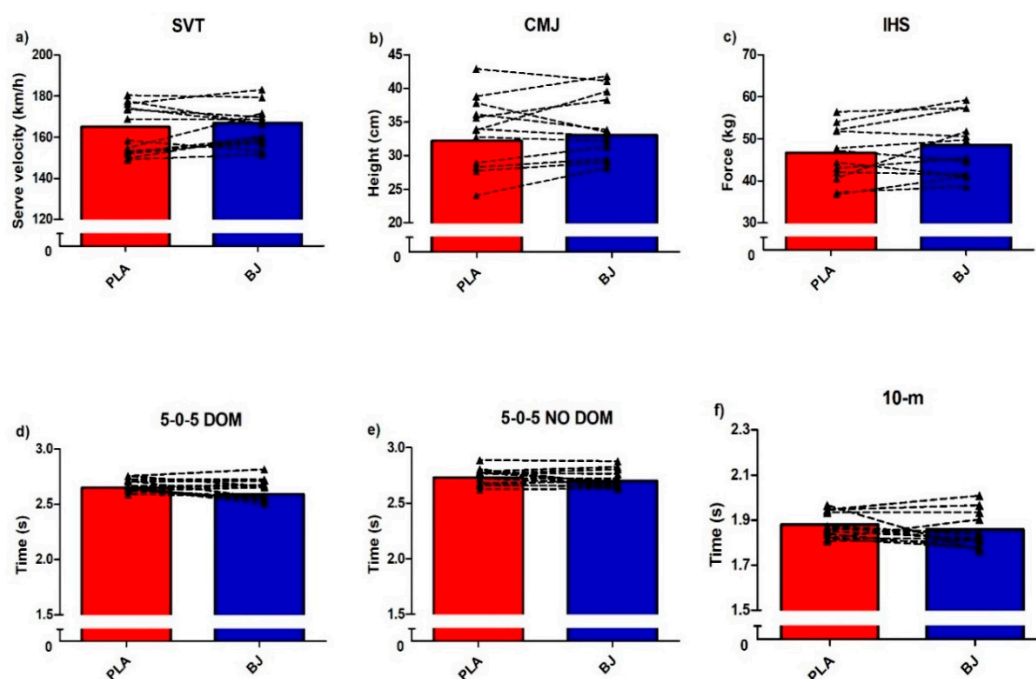 a)
SVT
Serve velocity (km/h)
200
180
160
140
120
0
PLA
BJ
b)
CMJ
Height (cm)
45
40
35
30
25
20
0
PLA
BJ
c)
IHS
Force (kg)
70
60
50
40
30
0
PLA
BJ
d)
5-0-5 DOM
Time (s)
3.0
2.5
2.0
1.5
0
PLA
BJ
e)
5-0-5 NO DOM
Time (s)
3.0
2.5
2.0
1.5
0
PLA
BJ
f)
10-m
Time (s)
2.3
2.1
1.9
1.7
1.5
0
PLA
BJ